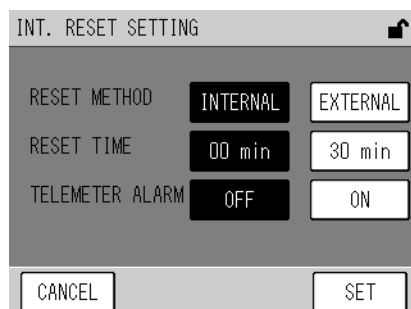 INT. RESET SETTING
RESET METHOD INTERNAL EXTERNAL
RESET TIME 00 min 30 min
TELEMETER ALARM OFF ON
CANCEL SET